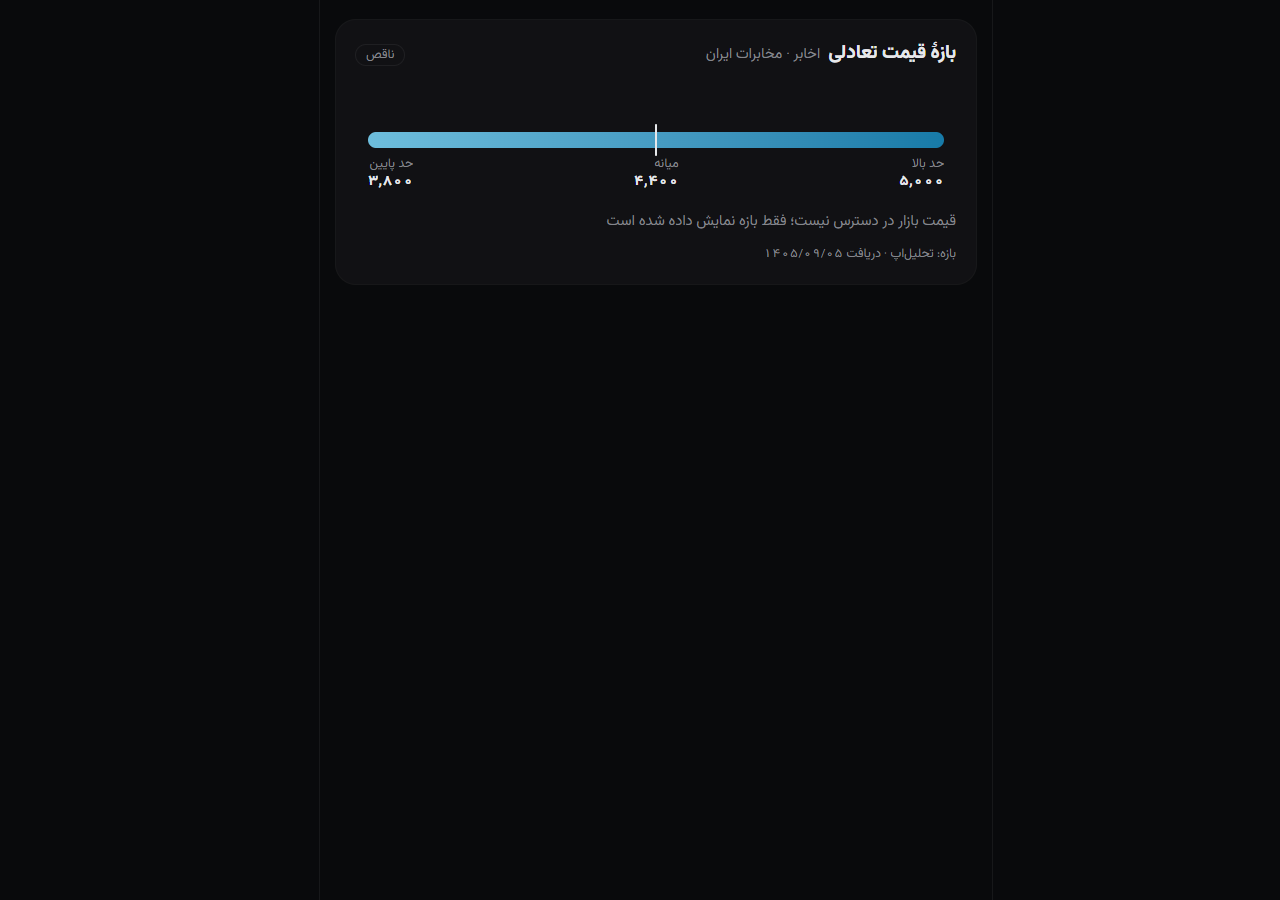 بازهٔ قیمت تعادلی اخابر · مخابرات ایران
ناقص
حد بالا میانه حد پایین
۵,۰۰۰ ۴,۴۰۰ ۳,۸۰۰
قیمت بازار در دسترس نیست؛ فقط بازه نمایش داده شده است
بازه: تحلیل‌اپ · دریافت ۱۴۰۵/۰۹/۰۵